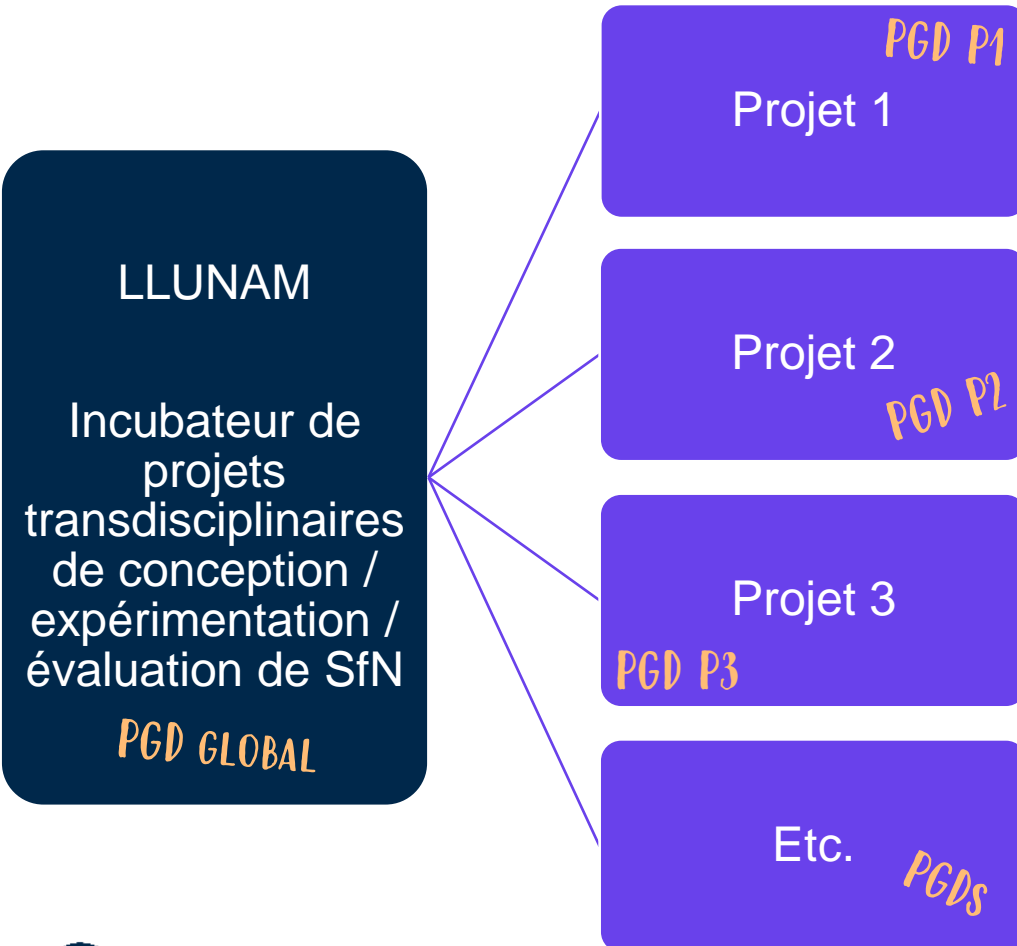 LLUNAM
Incubateur de
projets
transdisciplinaires
de conception /
expérimentation /
évaluation de SfN
PGD GLOBAL
PGD P1
Projet 1
Projet 2
PGD P2
Projet 3
PGD P3
Etc.
PGDs